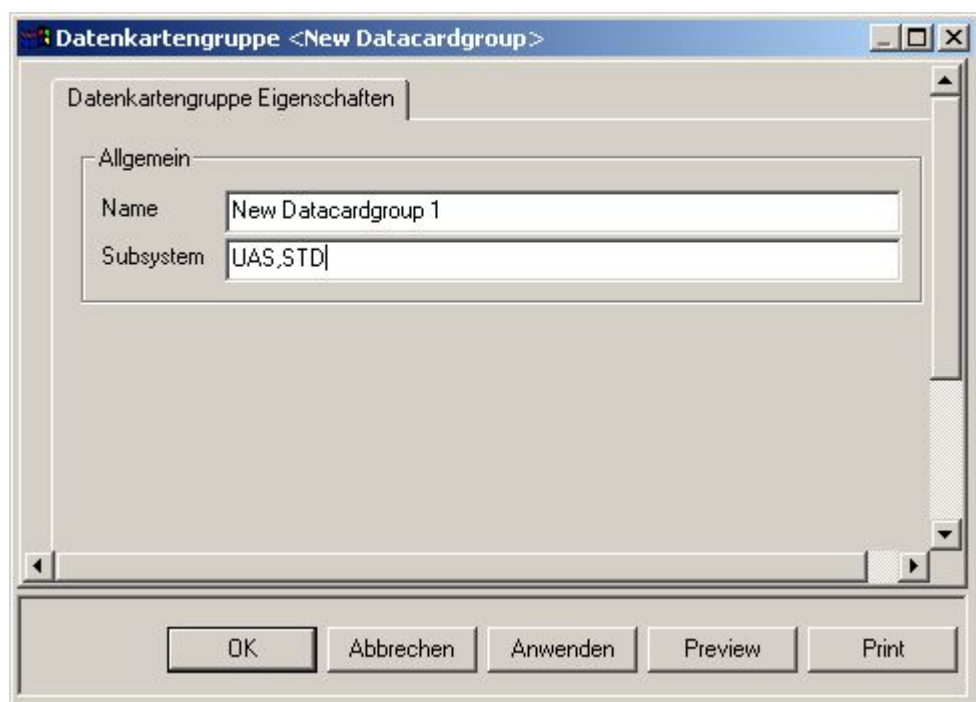 Datenkartengruppe <New Datacardgroup>
Datenkartengruppe Eigenschaften
Allgemein
Name New Datacardgroup 1
Subsystem UAS,STD
OK Abbrechen Anwenden Preview Print